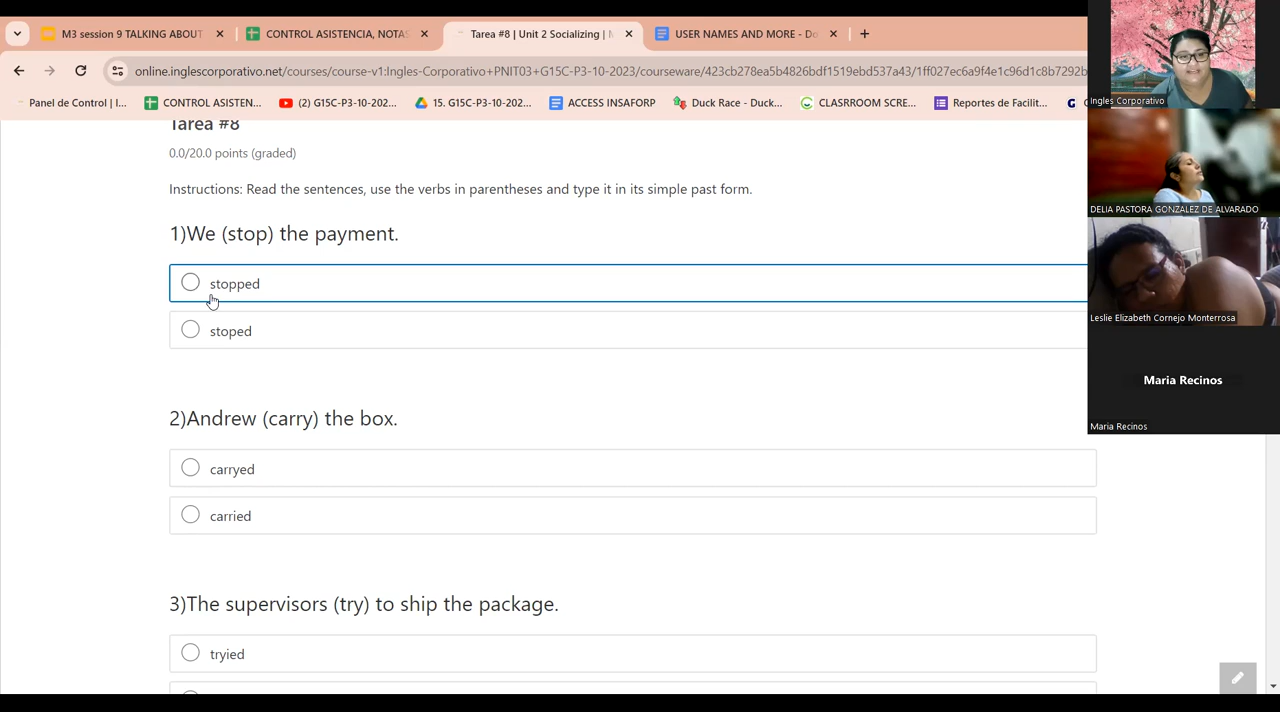 M3 session 9 TALKING ABOUT
CONTROL ASISTENCIA, NOTAS
Tarea #8 | Unit 2 Socializing |
USER NAMES AND MORE - Do
online.inglescorporativo.net/courses/course-v1:Ingles-Corporativo+PNIT03+G15C-P3-10-2023/courseware/423cb278ea5b4826bdf1519ebd537a43/1ff027ec6a9f4e1c96d1c8b7292b
Panel de Control | I...
CONTROL ASISTEN...
(2) G15C-P3-10-202...
15. G15C-P3-10-202...
ACCESS INSAFORP
Duck Race - Duck...
CLASRROOM SCRE...
Reportes de Facilit...
Tarea #8
0.0/20.0 points (graded)
Instructions: Read the sentences, use the verbs in parentheses and type it in its simple past form.
1)We (stop) the payment.
stopped
stoped
2)Andrew (carry) the box.
carryed
carried
3)The supervisors (try) to ship the package.
tryied
Ingles Corporativo
DELIA PASTORA GONZALEZ DE ALVARADO
Leslie Elizabeth Cornejo Monterrosa
Maria Recinos
Maria Recinos